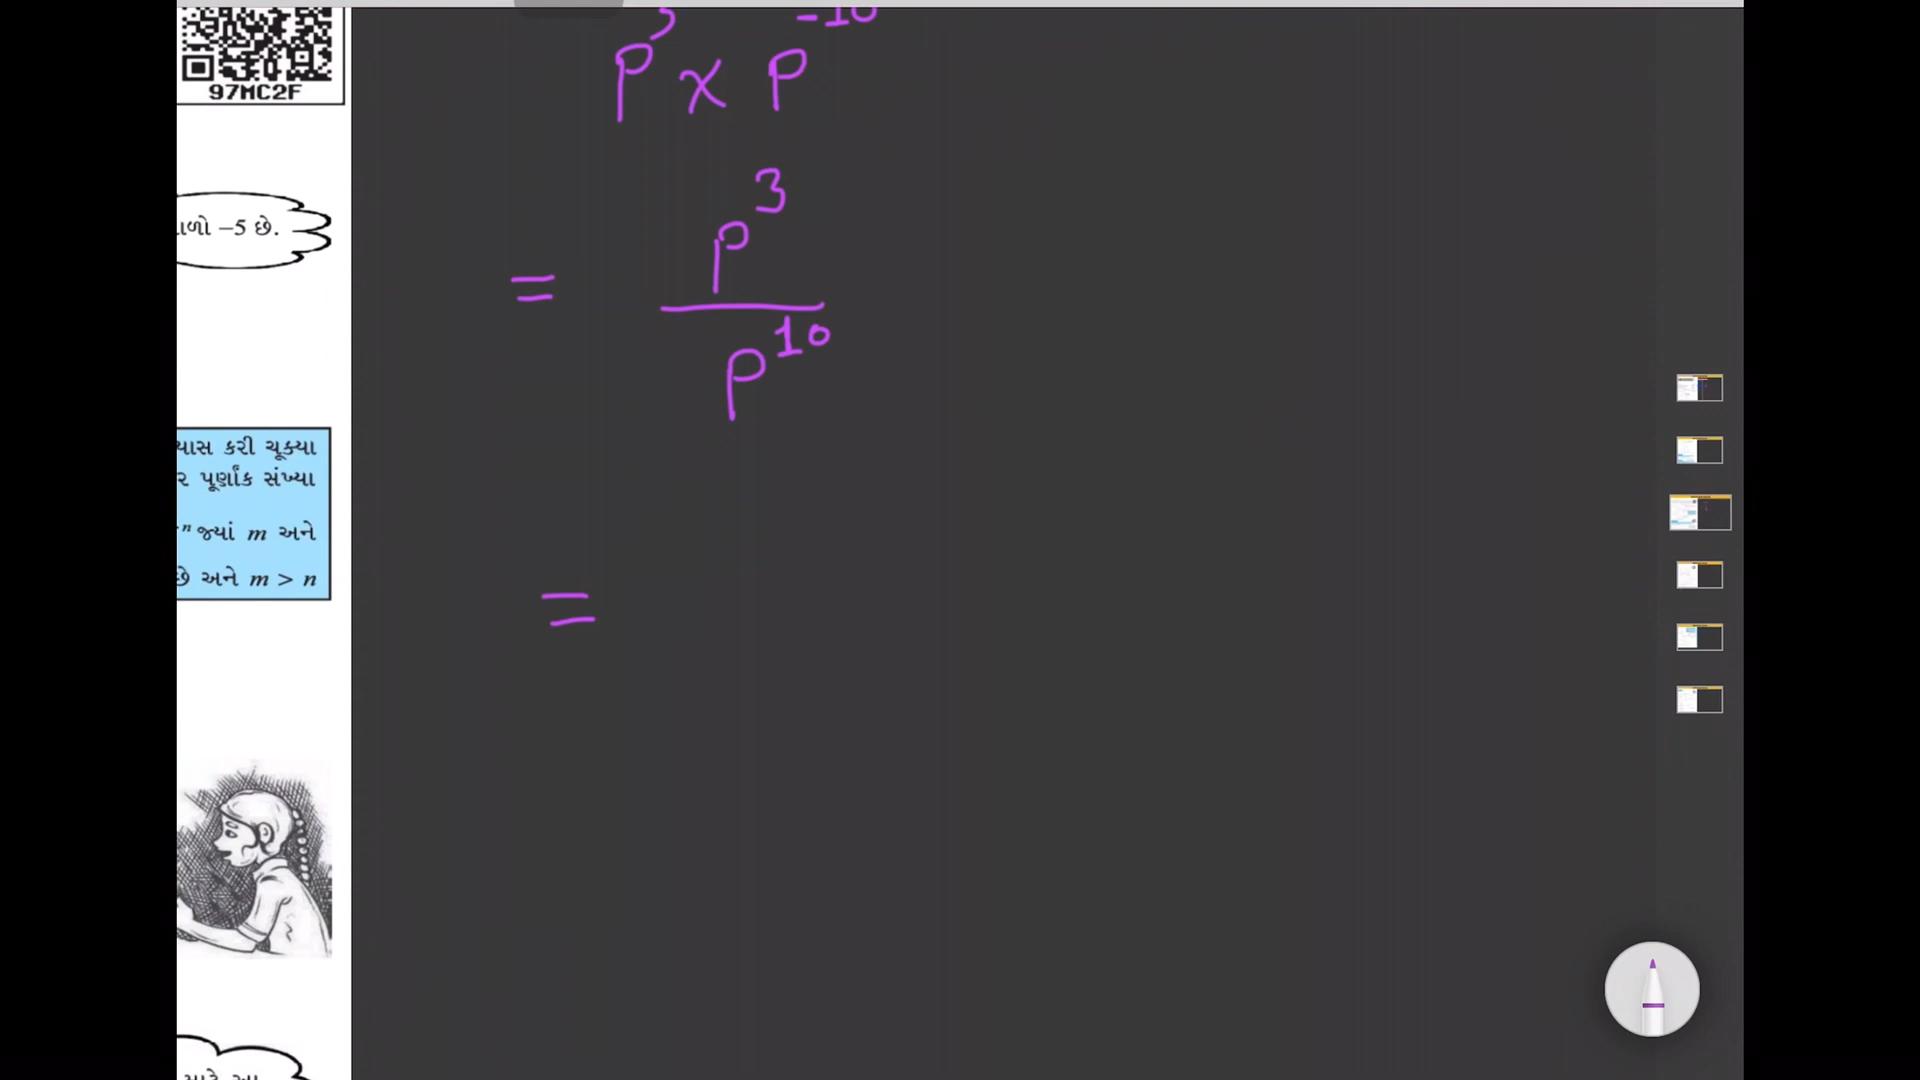 97MC2F
–5 છે.
કરી ચૂક્યા
પૂર્ણાંક સંખ્યા
n જ્યાં m અને
છે અને m > n
P³ × P⁻¹⁰
= P³ / P¹⁰
=